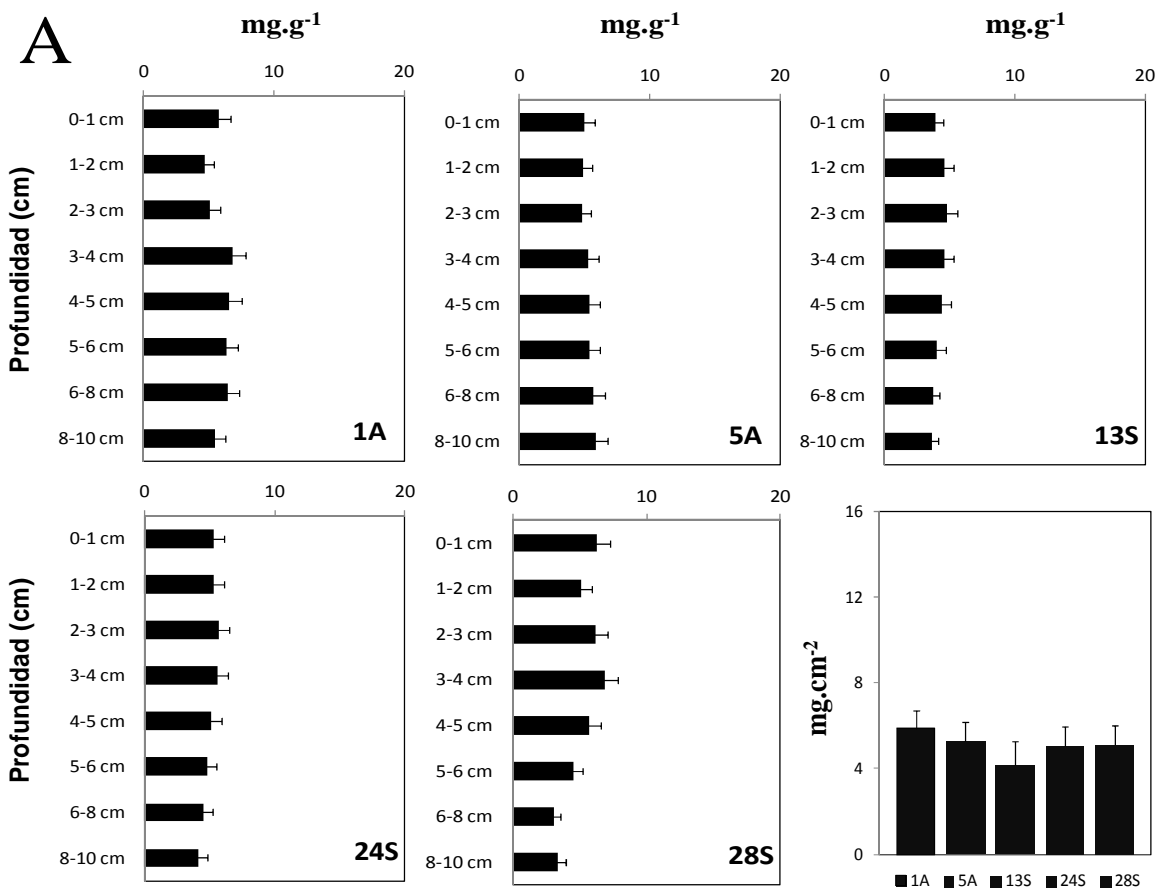 A
mg.g-1
mg.g-1
mg.g-1
0 10 20
0 10 20
0 10 20
Profundidad (cm)
0-1 cm
1-2 cm
2-3 cm
3-4 cm
4-5 cm
5-6 cm
6-8 cm
8-10 cm
1A
0-1 cm
1-2 cm
2-3 cm
3-4 cm
4-5 cm
5-6 cm
6-8 cm
8-10 cm
5A
0-1 cm
1-2 cm
2-3 cm
3-4 cm
4-5 cm
5-6 cm
6-8 cm
8-10 cm
13S
0 10 20
Profundidad (cm)
0-1 cm
1-2 cm
2-3 cm
3-4 cm
4-5 cm
5-6 cm
6-8 cm
8-10 cm
24S
0 10 20
0-1 cm
1-2 cm
2-3 cm
3-4 cm
4-5 cm
5-6 cm
6-8 cm
8-10 cm
28S
mg.cm-2
16
12
8
4
0
1A 5A 13S 24S 28S